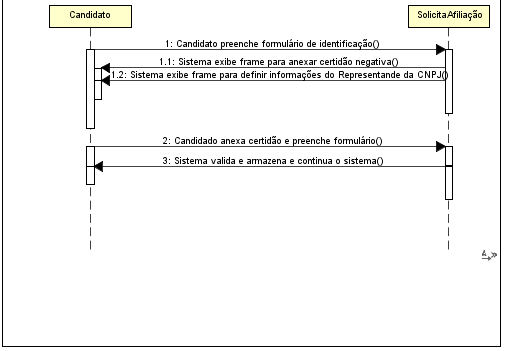 Candidato
SolicitaAfiliação
1: Candidato preenche formulário de identificação()
1.1: Sistema exibe frame para anexar certidão negativa()
1.2: Sistema exibe frame para definir informações do Representande da CNPJ()
2: Candidado anexa certidão e preenche formulário()
3: Sistema valida e armazena e continua o sistema()
A